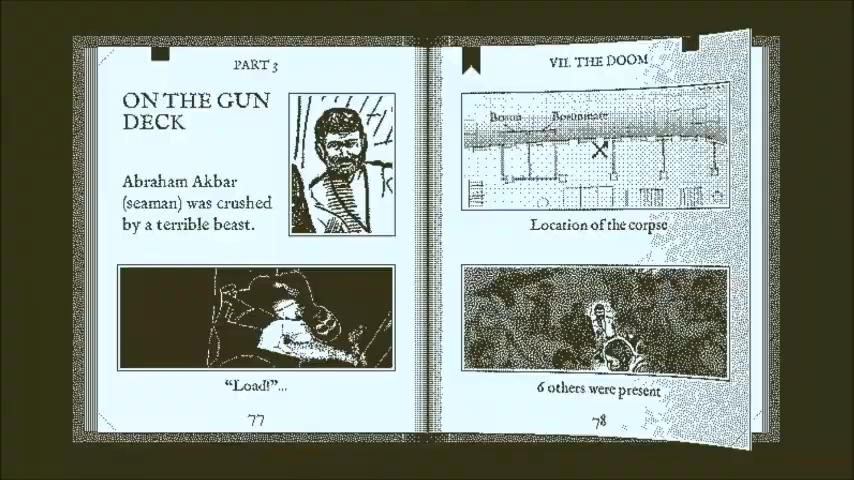 PART 3
ON THE GUN
DECK
Abraham Akbar
(seaman) was crushed
by a terrible beast.
"Load!"...
77
VII. THE DOOM
Bosun
Bosunmate
Location of the corpse
6 others were present
78